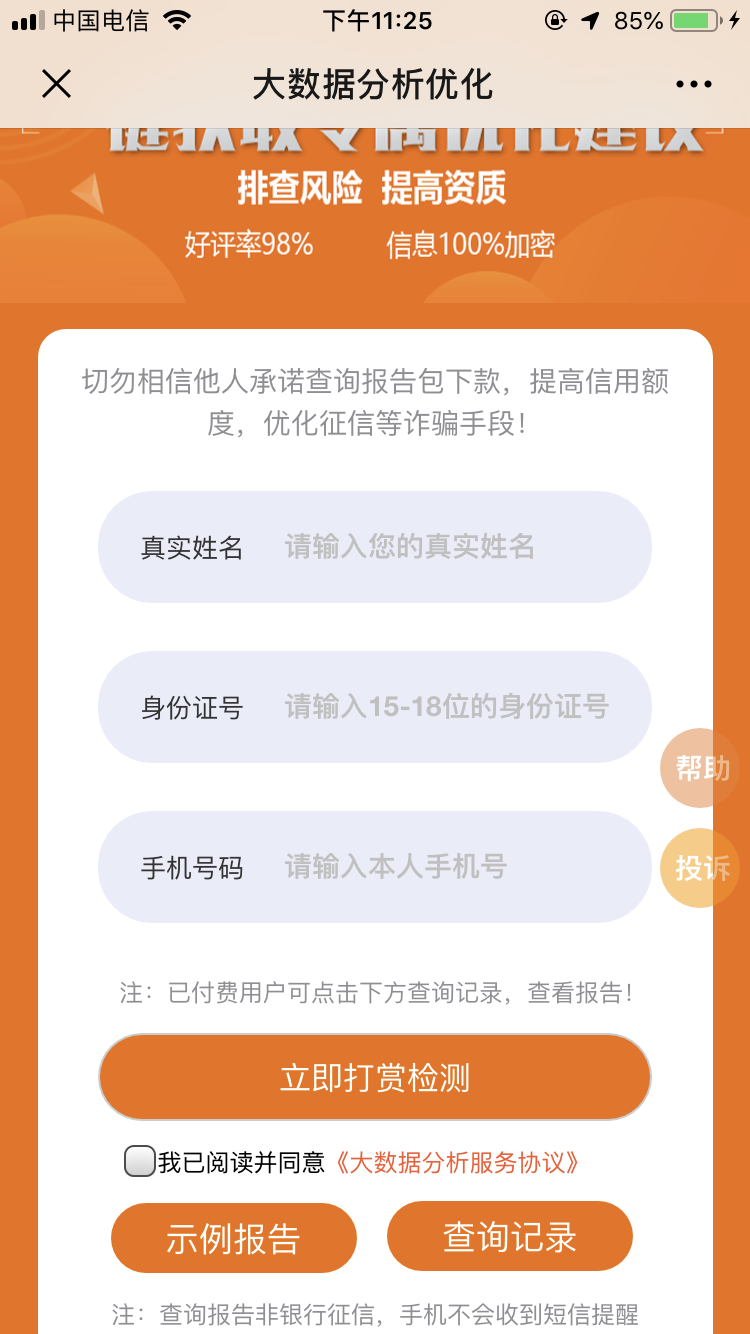 中国电信
下午11:25
85%
大数据分析优化
键获取专属优化建议
排查风险 提高资质
好评率98% 信息100%加密
切勿相信他人承诺查询报告包下款，提高信用额
度，优化征信等诈骗手段！
真实姓名 请输入您的真实姓名
身份证号 请输入15-18位的身份证号
帮助
手机号码 请输入本人手机号
投诉
注：已付费用户可点击下方查询记录，查看报告！
立即打赏检测
我已阅读并同意《大数据分析服务协议》
示例报告 查询记录
注：查询报告非银行征信，手机不会收到短信提醒